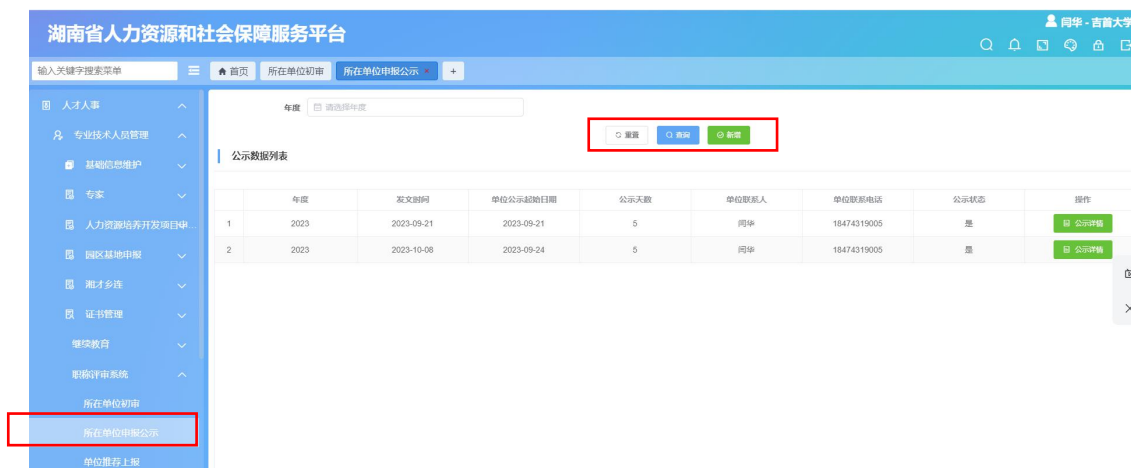 湖南省人力资源和社会保障服务平台
闫华 - 吉首大学
输入关键字搜索菜单
首页 所在单位初审 所在单位申报公示 × +
人才人事
专业技术人员管理
基础信息维护
专家
人力资源培养开发项目申...
园区基地申报
湘才乡连
证书管理
继续教育
职称评审系统
所在单位初审
所在单位申报公示
单位推荐上报
年度 请选择年度
重置 查询 新增
公示数据列表
年度 发文时间 单位公示起始日期 公示天数 单位联系人 单位联系电话 公示状态 操作
1 2023 2023-09-21 2023-09-21 5 闫华 18474319005 是 公示详情
2 2023 2023-10-08 2023-09-24 5 闫华 18474319005 是 公示详情